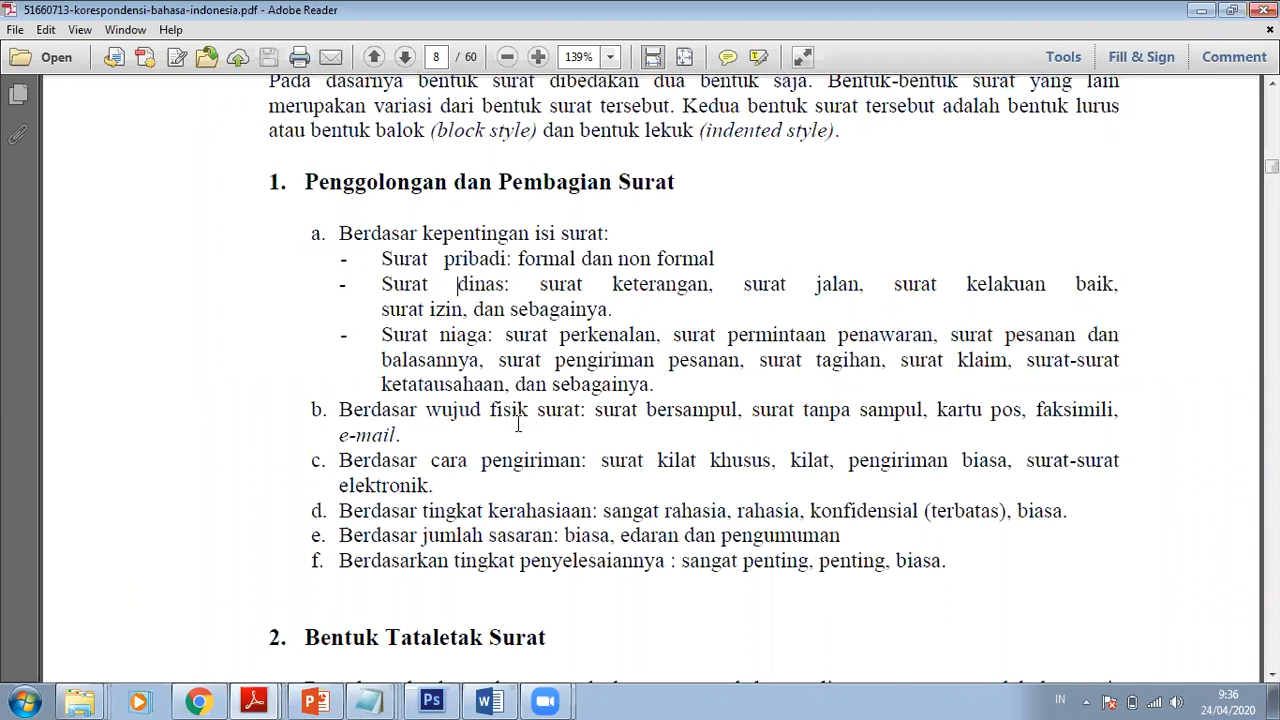 51660713-korespondensi-bahasa-indonesia.pdf - Adobe Reader
File Edit View Window Help
Open 8 / 60 139% Tools Fill & Sign Comment
Pada dasarnya bentuk surat dibedakan dua bentuk saja. Bentuk-bentuk surat yang lain
merupakan variasi dari bentuk surat tersebut. Kedua bentuk surat tersebut adalah bentuk lurus
atau bentuk balok (block style) dan bentuk lekuk (indented style).
1. Penggolongan dan Pembagian Surat
a. Berdasar kepentingan isi surat:
- Surat pribadi: formal dan non formal
- Surat dinas: surat keterangan, surat jalan, surat kelakuan baik,
surat izin, dan sebagainya.
- Surat niaga: surat perkenalan, surat permintaan penawaran, surat pesanan dan
balasannya, surat pengiriman pesanan, surat tagihan, surat klaim, surat-surat
ketatausahaan, dan sebagainya.
b. Berdasar wujud fisik surat: surat bersampul, surat tanpa sampul, kartu pos, faksimili,
e-mail.
c. Berdasar cara pengiriman: surat kilat khusus, kilat, pengiriman biasa, surat-surat
elektronik.
d. Berdasar tingkat kerahasiaan: sangat rahasia, rahasia, konfidensial (terbatas), biasa.
e. Berdasar jumlah sasaran: biasa, edaran dan pengumuman
f. Berdasarkan tingkat penyelesaiannya : sangat penting, penting, biasa.
2. Bentuk Tataletak Surat
Ps
IN
9:36
24/04/2020